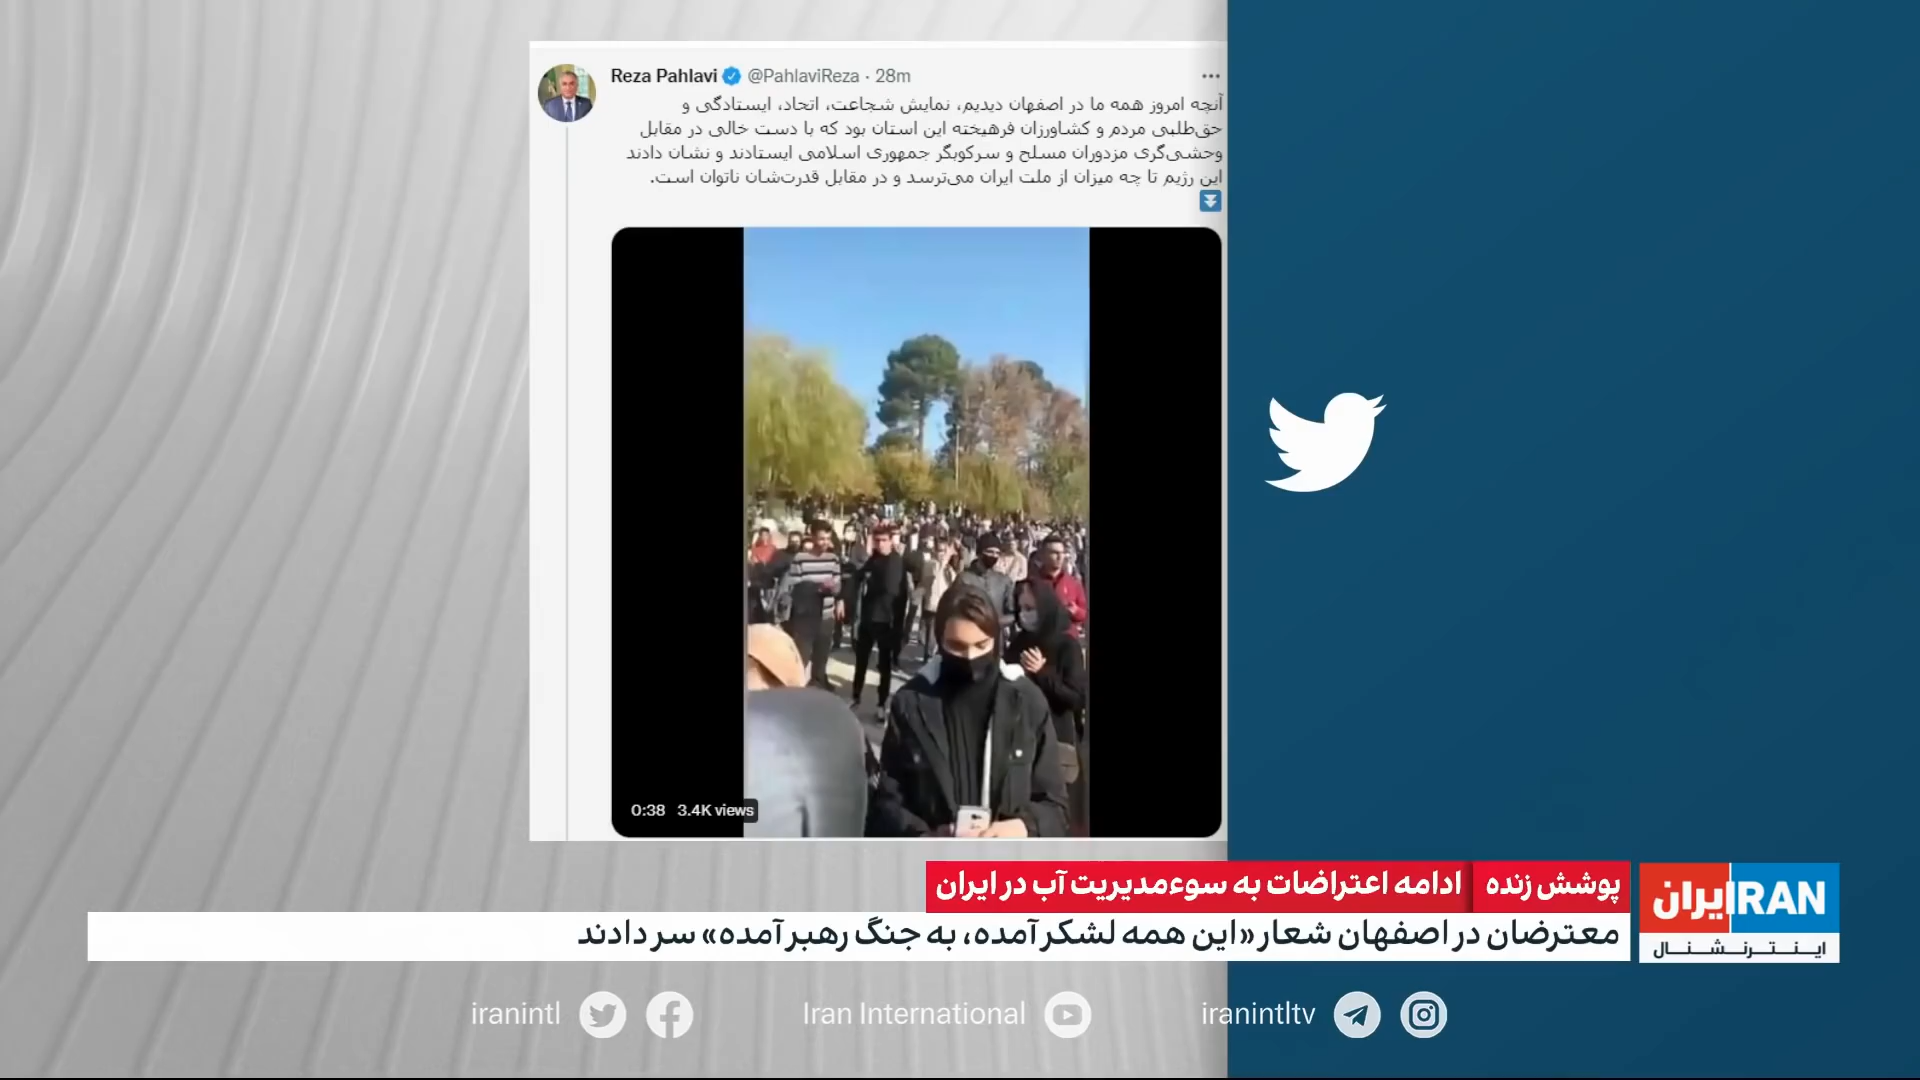 Reza Pahlavi @PahlaviReza · 28m
آنچه امروز همه ما در اصفهان دیدیم، نمایش شجاعت، اتحاد، ایستادگی و
حق‌طلبی مردم و کشاورزان فرهیخته این استان بود که با دست خالی در مقابل
وحشی‌گری مزدوران مسلح و سرکوبگر جمهوری اسلامی ایستادند و نشان دادند
این رژیم تا چه میزان از ملت ایران می‌ترسد و در مقابل قدرت‌شان ناتوان است.
0:38 3.4K views
پوشش زنده ادامه اعتراضات به سوءمدیریت آب در ایران
معترضان در اصفهان شعار «این همه لشکر آمده، به جنگ رهبر آمده» سر دادند
ایران IRAN
اینترنشنال
iranintl
Iran International
iranintltv